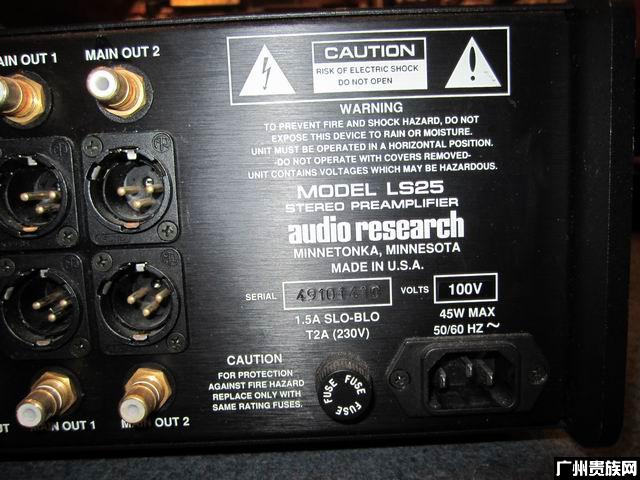 MAIN OUT 1
MAIN OUT 2
CAUTION
RISK OF ELECTRIC SHOCK
DO NOT OPEN
WARNING
TO PREVENT FIRE AND SHOCK HAZARD, DO NOT
EXPOSE THIS DEVICE TO RAIN OR MOISTURE.
UNIT MUST BE OPERATED IN A HORIZONTAL POSITION.
-DO NOT OPERATE WITH COVERS REMOVED-
UNIT CONTAINS VOLTAGES WHICH MAY BE HAZARDOUS.
MODEL LS25
STEREO PREAMPLIFIER
audio research
MINNETONKA, MINNESOTA
MADE IN U.S.A.
SERIAL
VOLTS 100V
1.5A SLO-BLO
T2A (230V)
45W MAX
50/60 HZ ~
CAUTION
FOR PROTECTION
AGAINST FIRE HAZARD
REPLACE ONLY WITH
SAME RATING FUSES.
FUSE FUSE FUSE
MAIN OUT 1
MAIN OUT 2
广州贵族网